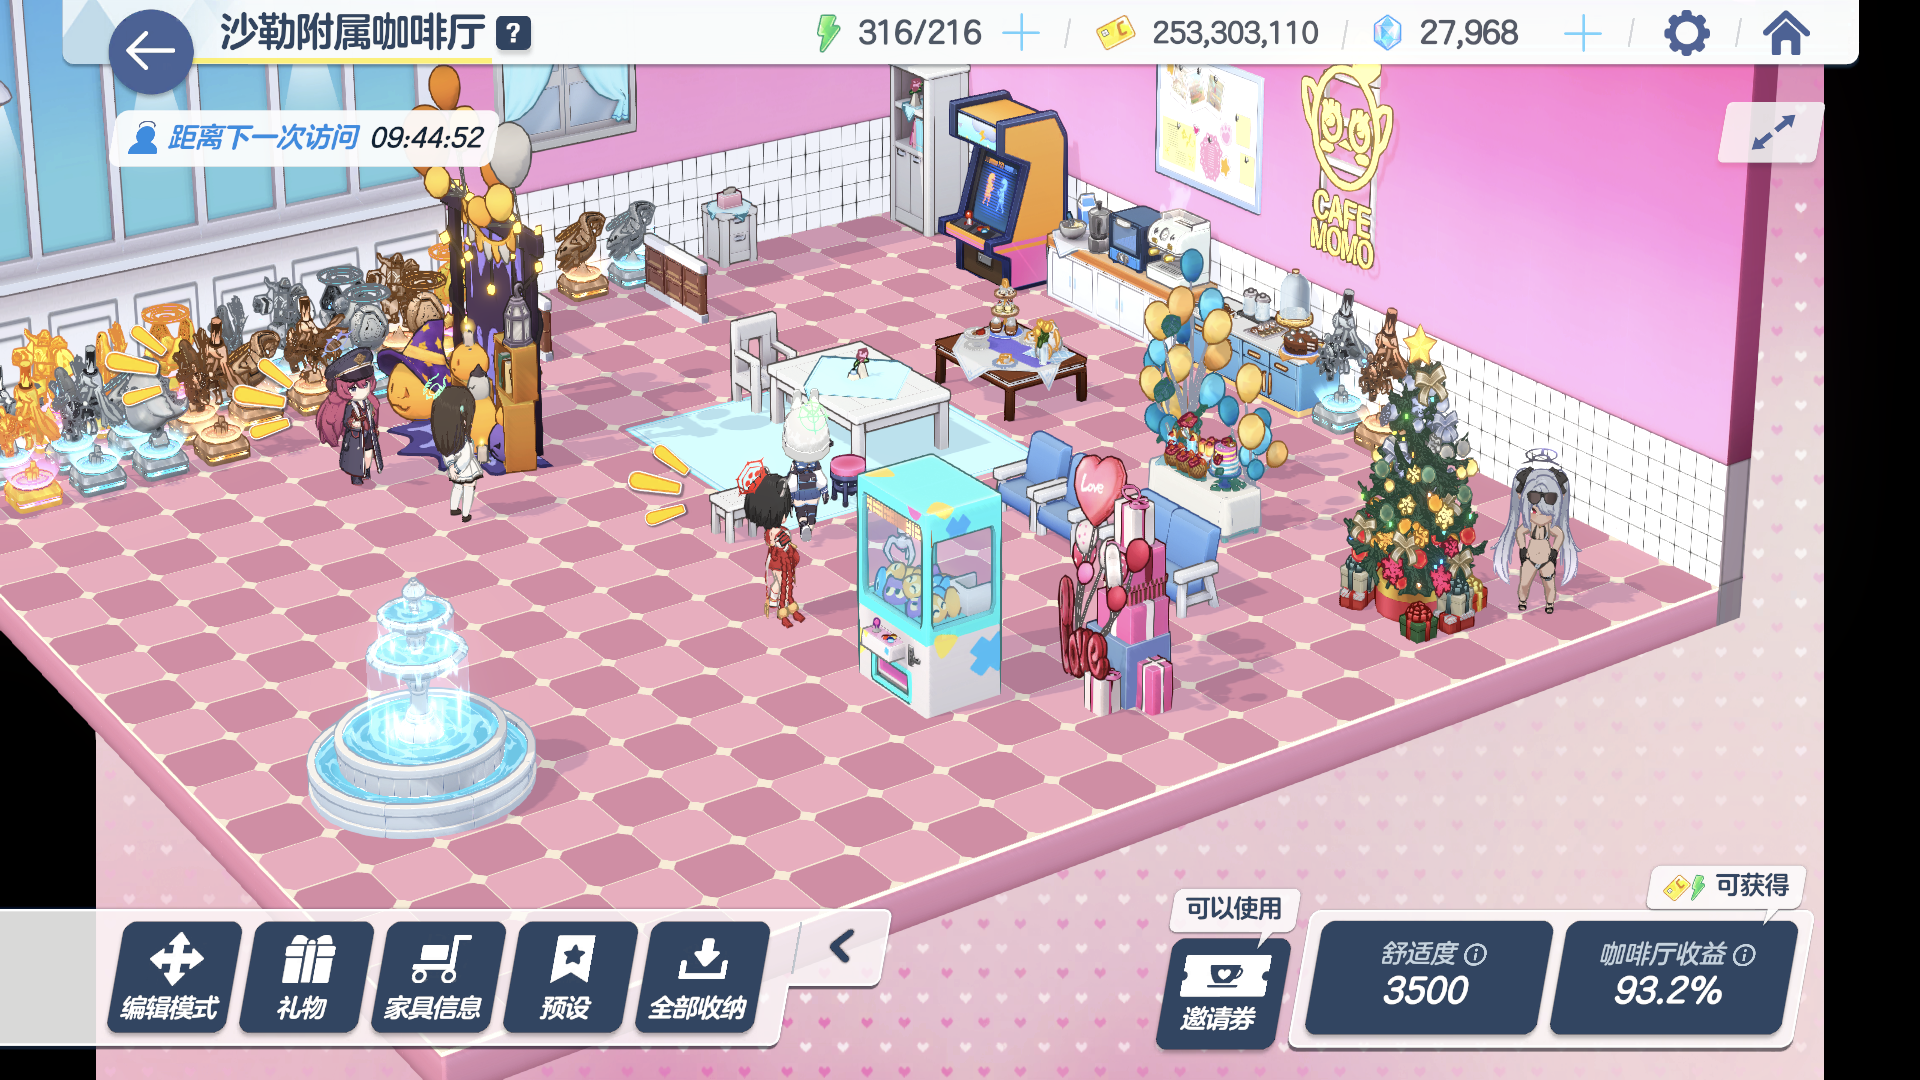 沙勒附属咖啡厅 ?
316/216
253,303,110
27,968
距离下一次访问 09:44:52
CAFE
MOMO
Love
love
可以使用
可获得
编辑模式
礼物
家具信息
预设
全部收纳
邀请券
舒适度
3500
咖啡厅收益
93.2%